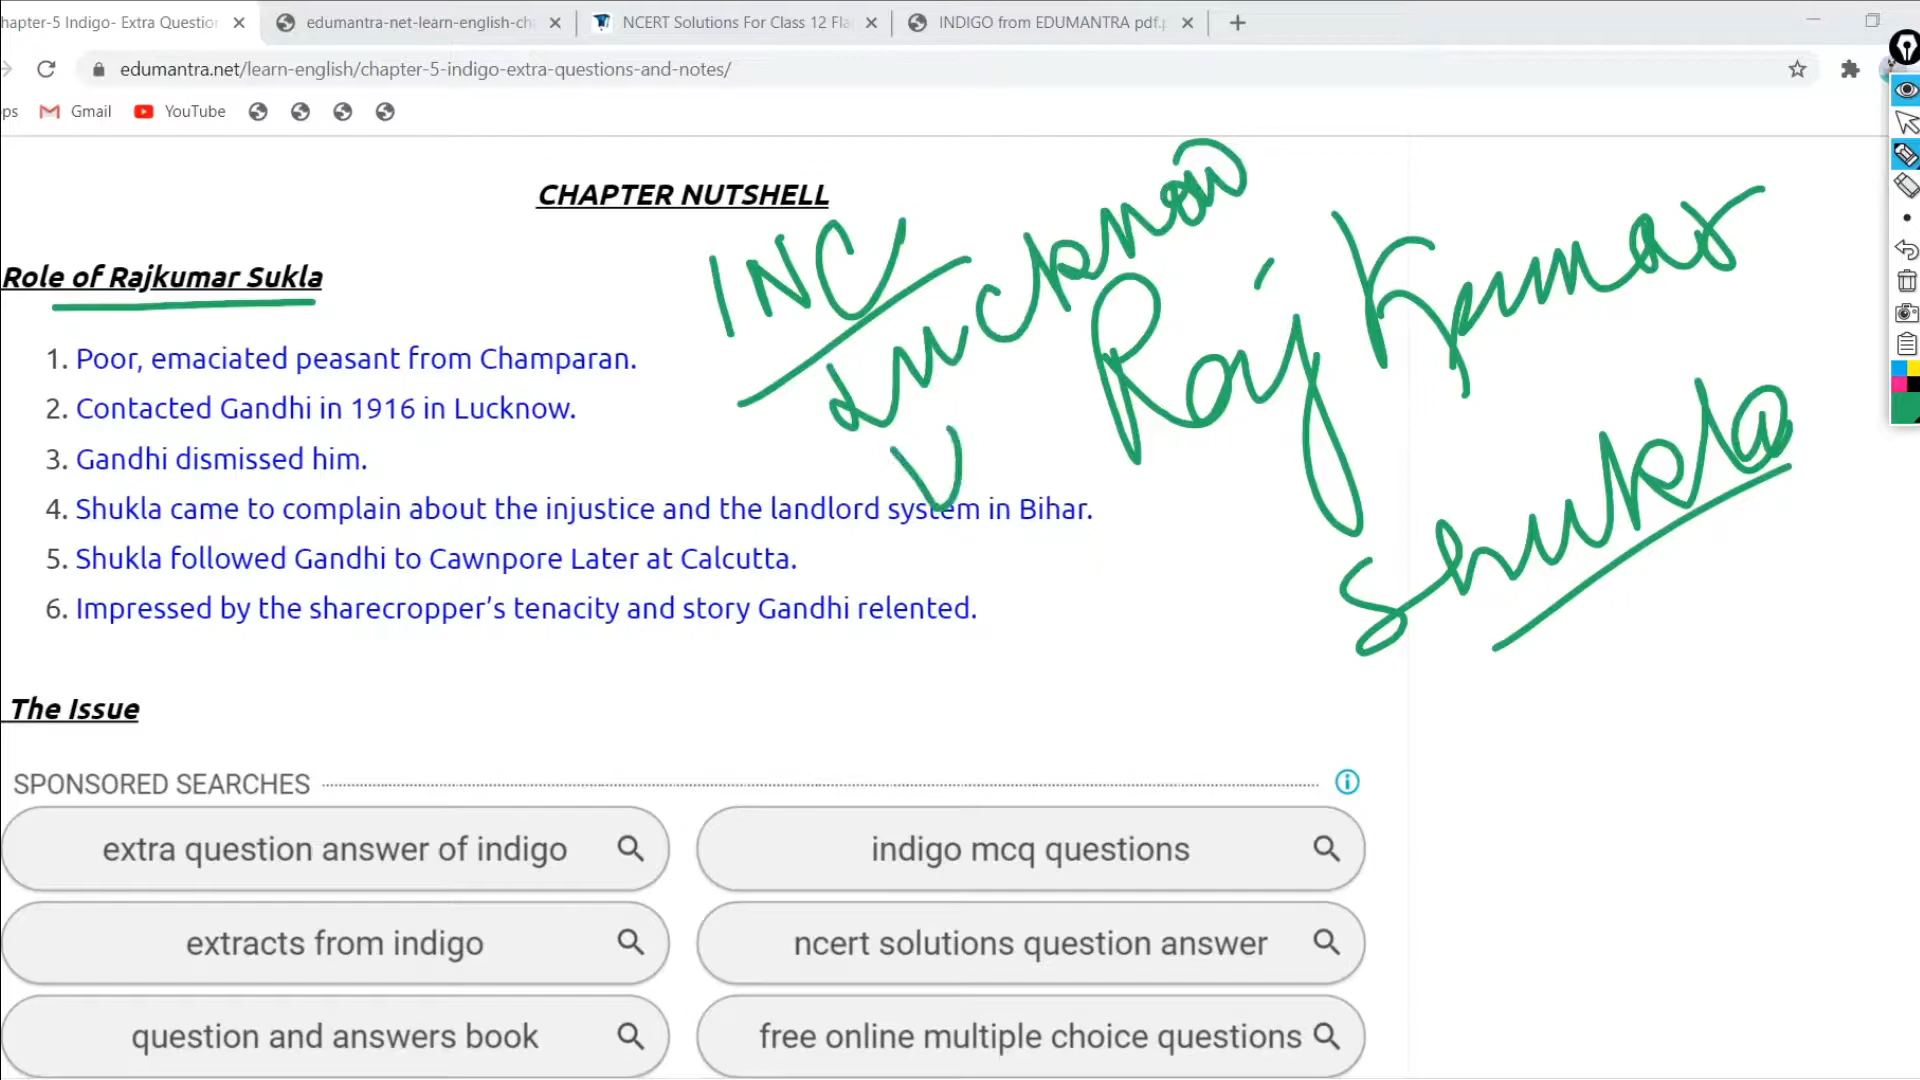 hapter-5 Indigo- Extra Question
edumantra-net-learn-english-ch
NCERT Solutions For Class 12 Fla
INDIGO from EDUMANTRA pdf.p
edumantra.net/learn-english/chapter-5-indigo-extra-questions-and-notes/
ps
Gmail
YouTube
CHAPTER NUTSHELL
INC
Lucknow
Raj Kumar
Shukla
Role of Rajkumar Sukla
1. Poor, emaciated peasant from Champaran.
2. Contacted Gandhi in 1916 in Lucknow.
3. Gandhi dismissed him.
4. Shukla came to complain about the injustice and the landlord system in Bihar.
5. Shukla followed Gandhi to Cawnpore Later at Calcutta.
6. Impressed by the sharecropper’s tenacity and story Gandhi relented.
The Issue
SPONSORED SEARCHES
extra question answer of indigo
indigo mcq questions
extracts from indigo
ncert solutions question answer
question and answers book
free online multiple choice questions